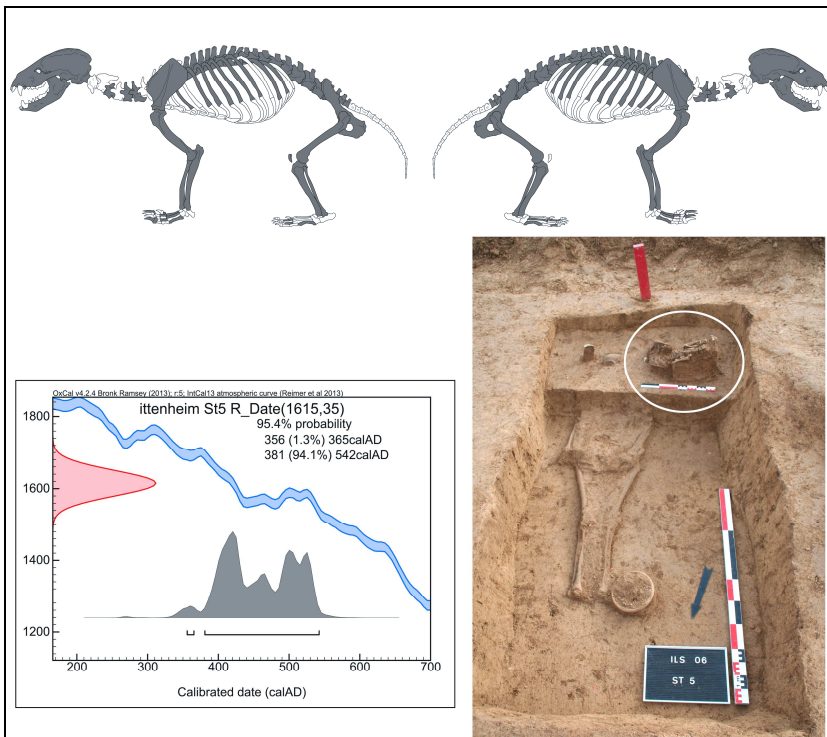 OxCal v4.2.4 Bronk Ramsey (2013); r:5; IntCal13 atmospheric curve (Reimer et al 2013)
ittenheim St5 R_Date(1615,35)
95.4% probability
356 (1.3%) 365calAD
381 (94.1%) 542calAD
1800
1600
1400
1200
200 300 400 500 600 700
Calibrated date (calAD)
ILS 06
ST 5